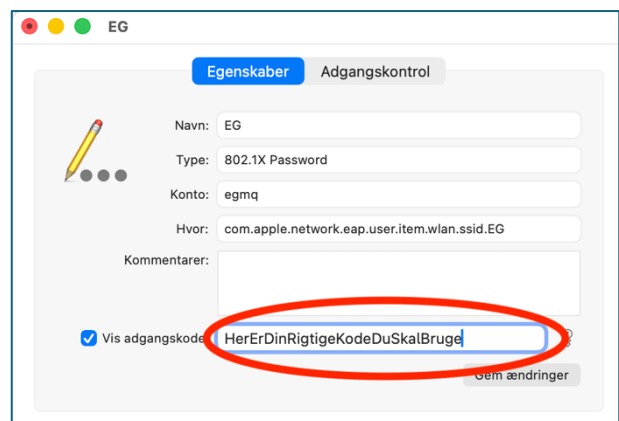 EG
Egenskaber Adgangskontrol
Navn: EG
Type: 802.1X Password
Konto: egmq
Hvor: com.apple.network.eap.user.item.wlan.ssid.EG
Kommentarer:
Vis adgangskode HerErDinRigtigeKodeDuSkalBruge
Gem ændringer